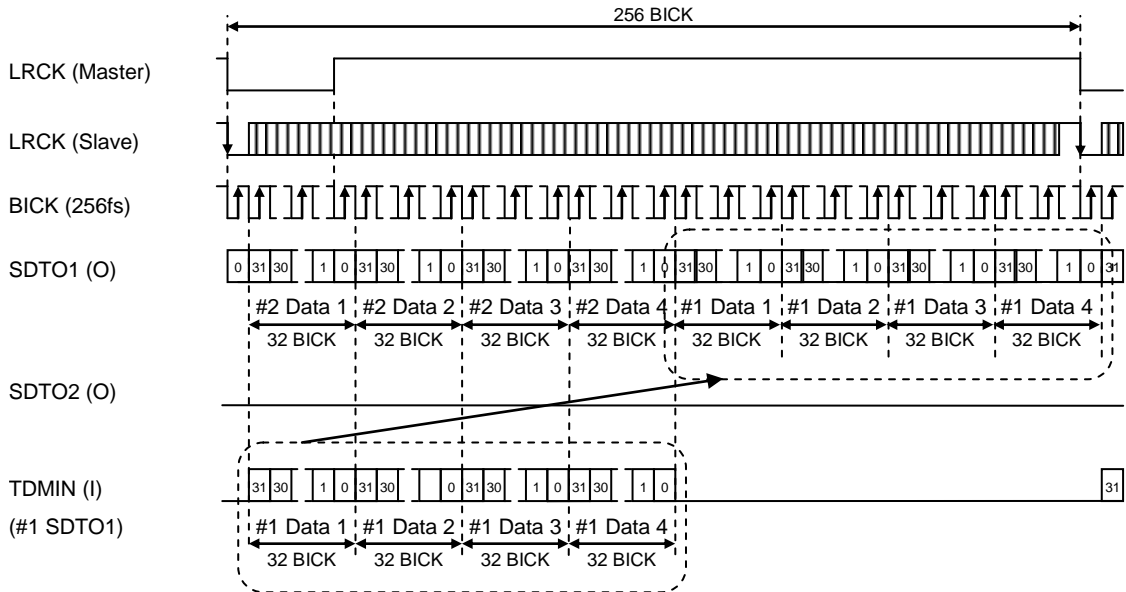 256 BICK
LRCK (Master)
LRCK (Slave)
BICK (256fs)
SDTO1 (O)
0 31 30 1 0 31 30 1 0 31 30 1 0 31 30 1 0 31 30 1 0 31 30 1 0 31 30 1 0 31 30 1 0 31
#2 Data 1 #2 Data 2 #2 Data 3 #2 Data 4 #1 Data 1 #1 Data 2 #1 Data 3 #1 Data 4
32 BICK 32 BICK 32 BICK 32 BICK 32 BICK 32 BICK 32 BICK 32 BICK
SDTO2 (O)
TDMIN (I)
31 30 1 0 31 30 0 31 30 1 0 31 30 1 0 31
(#1 SDTO1)
#1 Data 1 #1 Data 2 #1 Data 3 #1 Data 4
32 BICK 32 BICK 32 BICK 32 BICK